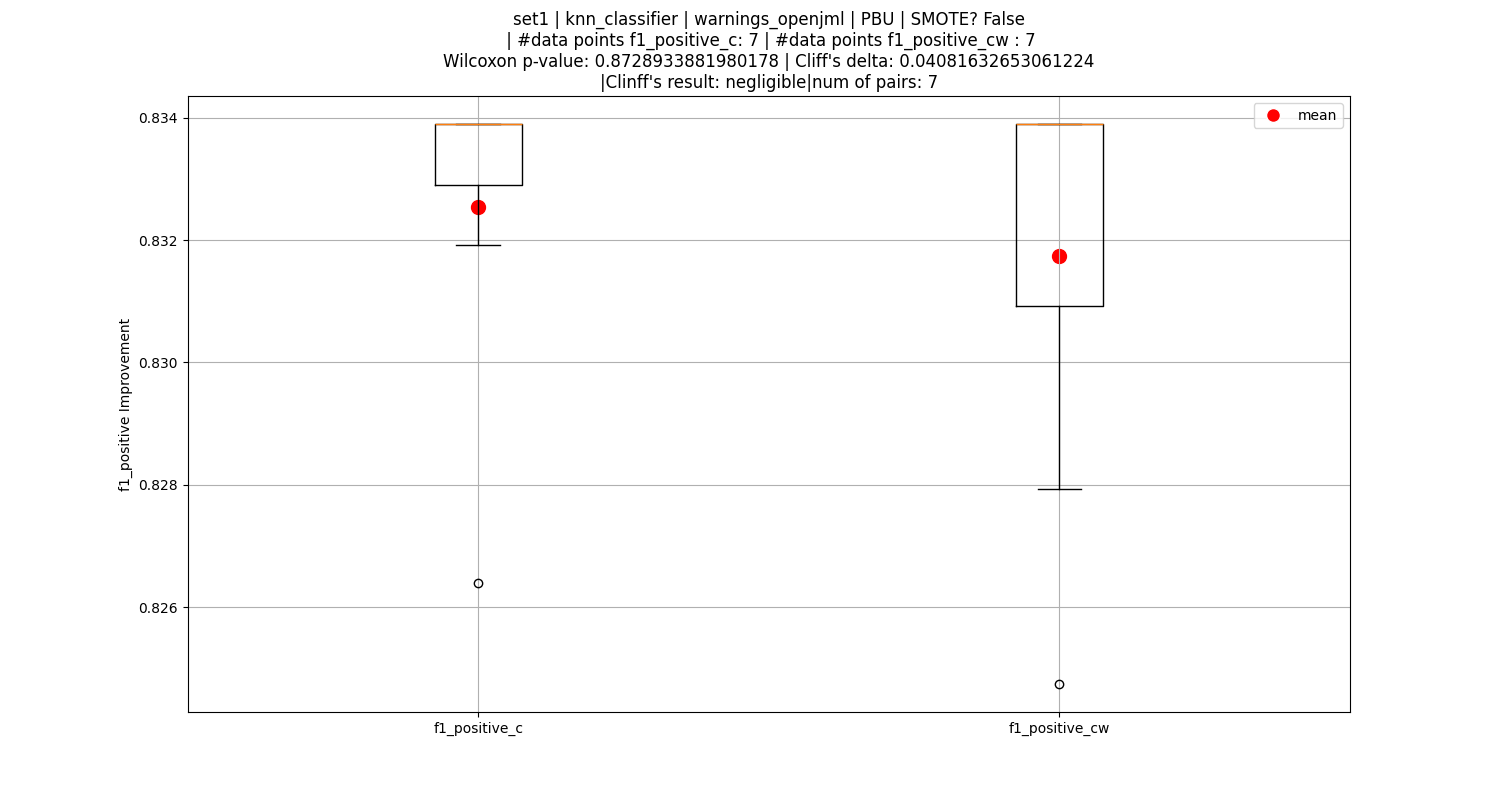 set1 | knn_classifier | warnings_openjml | PBU | SMOTE? False
| #data points f1_positive_c: 7 | #data points f1_positive_cw : 7
Wilcoxon p-value: 0.8728933881980178 | Cliff's delta: 0.04081632653061224
|Clinff's result: negligible|num of pairs: 7
mean
f1_positive Improvement
0.834
0.832
0.830
0.828
0.826
f1_positive_c
f1_positive_cw